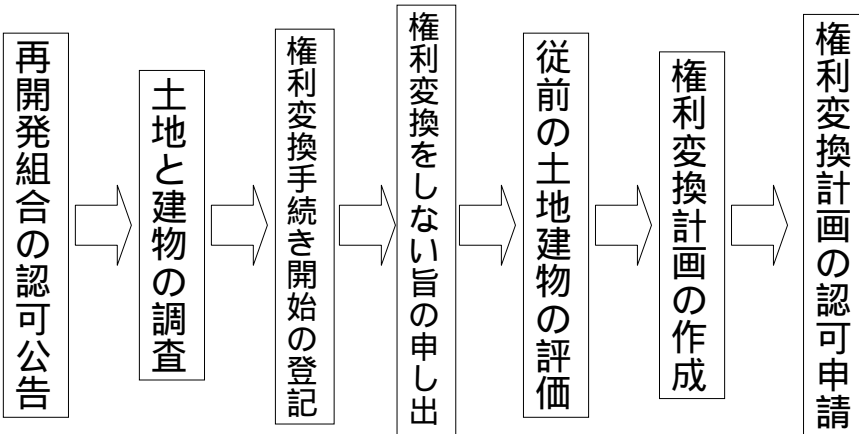 再開発組合の認可公告
土地と建物の調査
権利変換手続き開始の登記
権利変換をしない旨の申し出
従前の土地建物の評価
権利変換計画の作成
権利変換計画の認可申請